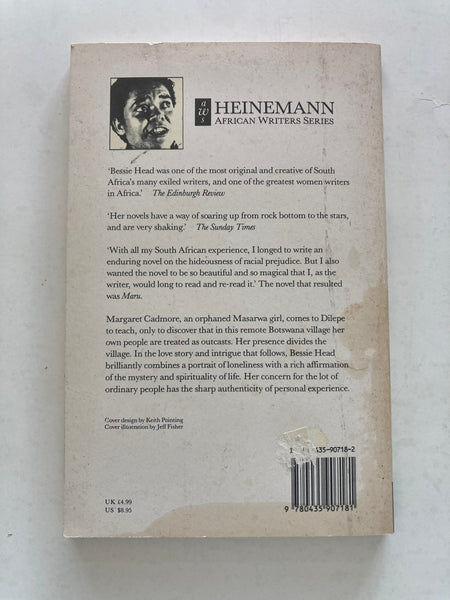 a
w
s
HEINEMANN
AFRICAN WRITERS SERIES
'Bessie Head was one of the most original and creative of South
Africa's many exiled writers, and one of the greatest women writers
in Africa.' The Edinburgh Review
'Her novels have a way of soaring up from rock bottom to the stars,
and are very shaking.' The Sunday Times
'With all my South African experience, I longed to write an
enduring novel on the hideousness of racial prejudice. But I also
wanted the novel to be so beautiful and so magical that I, as the
writer, would long to read and re-read it.' The novel that resulted
was Maru.
Margaret Cadmore, an orphaned Masarwa girl, comes to Dilepe
to teach, only to discover that in this remote Botswana village her
own people are treated as outcasts. Her presence divides the
village. In the love story and intrigue that follows, Bessie Head
brilliantly combines a portrait of loneliness with a rich affirmation
of the mystery and spirituality of life. Her concern for the lot of
ordinary people has the sharp authenticity of personal experience.
Cover design by Keith Pointing
Cover illustration by Jeff Fisher
435-90718-2
UK £4.99
US $8.95
9 780435 907181